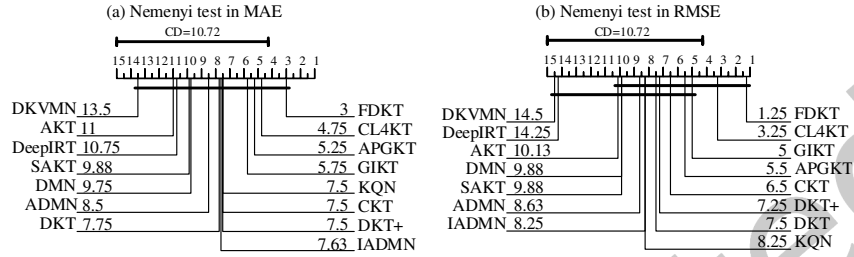 (a) Nemenyi test in MAE
CD=10.72
15 14 13 12 11 10 9 8 7 6 5 4 3 2 1
DKVMN 13.5
AKT 11
DeepIRT 10.75
SAKT 9.88
DMN 9.75
ADMN 8.5
DKT 7.75
3 FDKT
4.75 CL4KT
5.25 APGKT
5.75 GIKT
7.5 KQN
7.5 CKT
7.5 DKT+
7.63 IADMN
(b) Nemenyi test in RMSE
CD=10.72
15 14 13 12 11 10 9 8 7 6 5 4 3 2 1
DKVMN 14.5
DeepIRT 14.25
AKT 10.13
DMN 9.88
SAKT 9.88
ADMN 8.63
IADMN 8.25
1.25 FDKT
3.25 CL4KT
5 GIKT
5.5 APGKT
6.5 CKT
7.25 DKT+
7.5 DKT
8.25 KQN